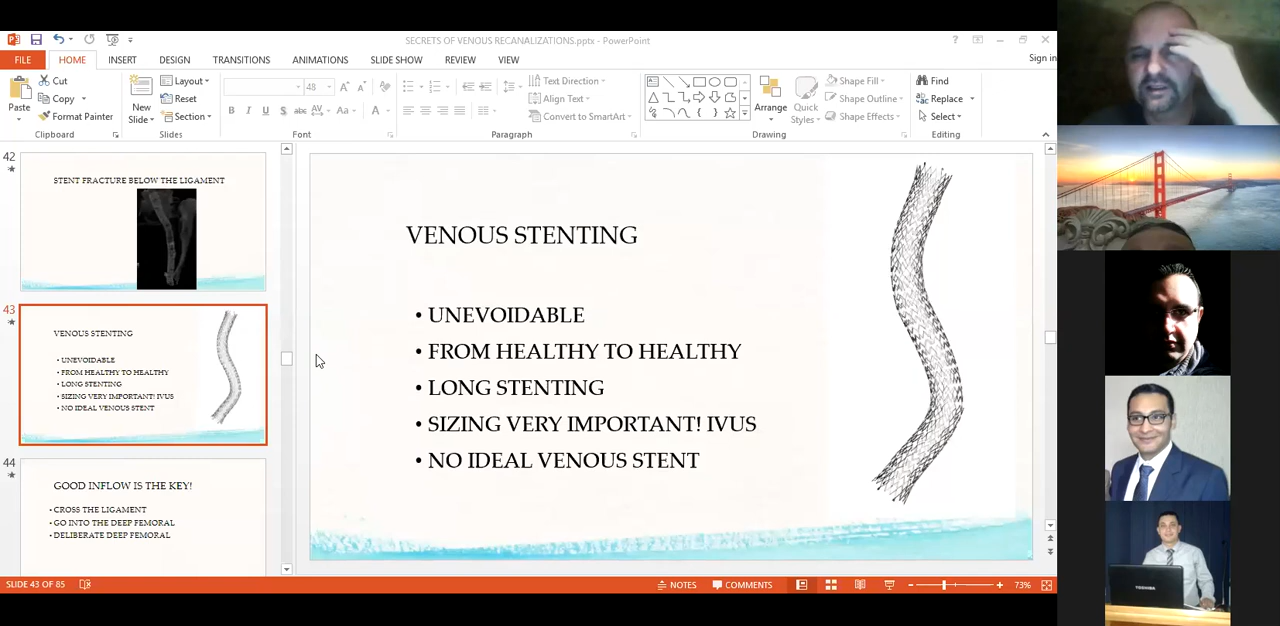 SECRETS OF VENOUS RECANALIZATIONS.pptx - PowerPoint
FILE HOME INSERT DESIGN TRANSITIONS ANIMATIONS SLIDE SHOW REVIEW VIEW Sign in
Paste
Cut
Copy
Format Painter
Clipboard
New Slide
Layout
Reset
Section
Slides
48
Font
Paragraph
Text Direction
Align Text
Convert to SmartArt
Arrange
Quick Styles
Shape Fill
Shape Outline
Shape Effects
Drawing
Find
Replace
Select
Editing
42
STENT FRACTURE BELOW THE LIGAMENT
43
VENOUS STENTING
• UNEVOIDABLE
• FROM HEALTHY TO HEALTHY
• LONG STENTING
• SIZING VERY IMPORTANT! IVUS
• NO IDEAL VENOUS STENT
44
GOOD INFLOW IS THE KEY!
• CROSS THE LIGAMENT
• GO INTO THE DEEP FEMORAL
• DELIBERATE DEEP FEMORAL
VENOUS STENTING
• UNEVOIDABLE
• FROM HEALTHY TO HEALTHY
• LONG STENTING
• SIZING VERY IMPORTANT! IVUS
• NO IDEAL VENOUS STENT
SLIDE 43 OF 85 NOTES COMMENTS 73%
TOSHIBA